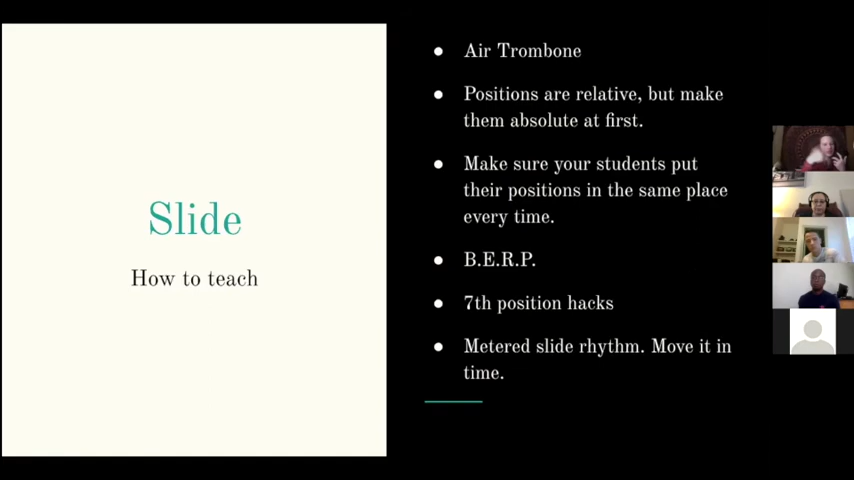 Slide
How to teach
● Air Trombone
● Positions are relative, but make
them absolute at first.
● Make sure your students put
their positions in the same place
every time.
● B.E.R.P.
● 7th position hacks
● Metered slide rhythm. Move it in
time.